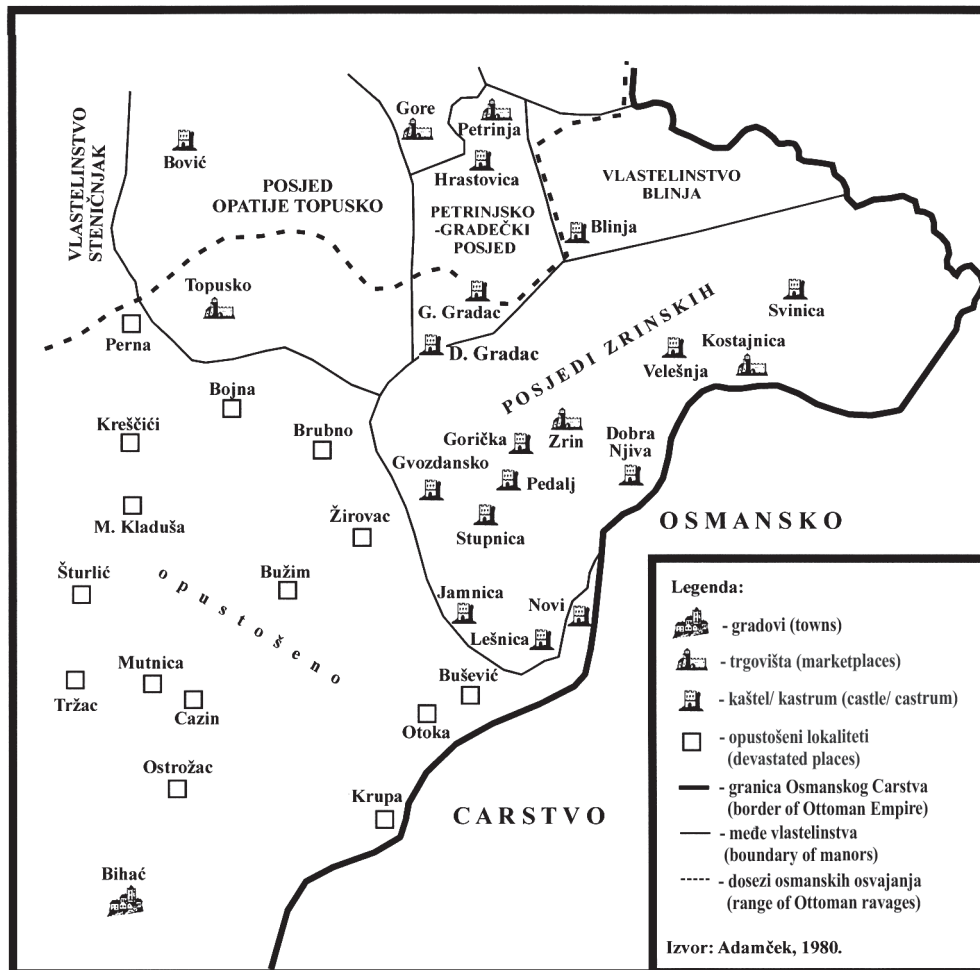 VLASTELINSTVO
STENIČNJAK
Bović
POSJED
OPATIJE TOPUSKO
Gore
Petrinja
Hrastovica
PETRINJSKO
-GRADEČKI
POSJED
VLASTELINSTVO
BLINJA
Blinja
Topusko
Perna
G. Gradac
D. Gradac
POSJEDI ZRINSKIH
Svinica
Kostajnica
Velešnja
Bojna
Kreščići
Brubno
Gorička
Zrin
Dobra
Njiva
Gvozdansko
Pedalj
Stupnica
M. Kladuša
Žirovac
OSMANSKO
Šturlić
opustošeno
Bužim
Jamnica
Novi
Lešnica
Mutnica
Tržac
Cazin
Bušević
Otoka
Ostrožac
Krupa
CARSTVO
Bihać
Legenda:
- gradovi (towns)
- trgovišta (marketplaces)
- kaštel/ kastrum (castle/ castrum)
- opustošeni lokaliteti
(devastated places)
- granica Osmanskog Carstva
(border of Ottoman Empire)
- međe vlastelinstva
(boundary of manors)
- dosezi osmanskih osvajanja
(range of Ottoman ravages)
Izvor: Adamček, 1980.